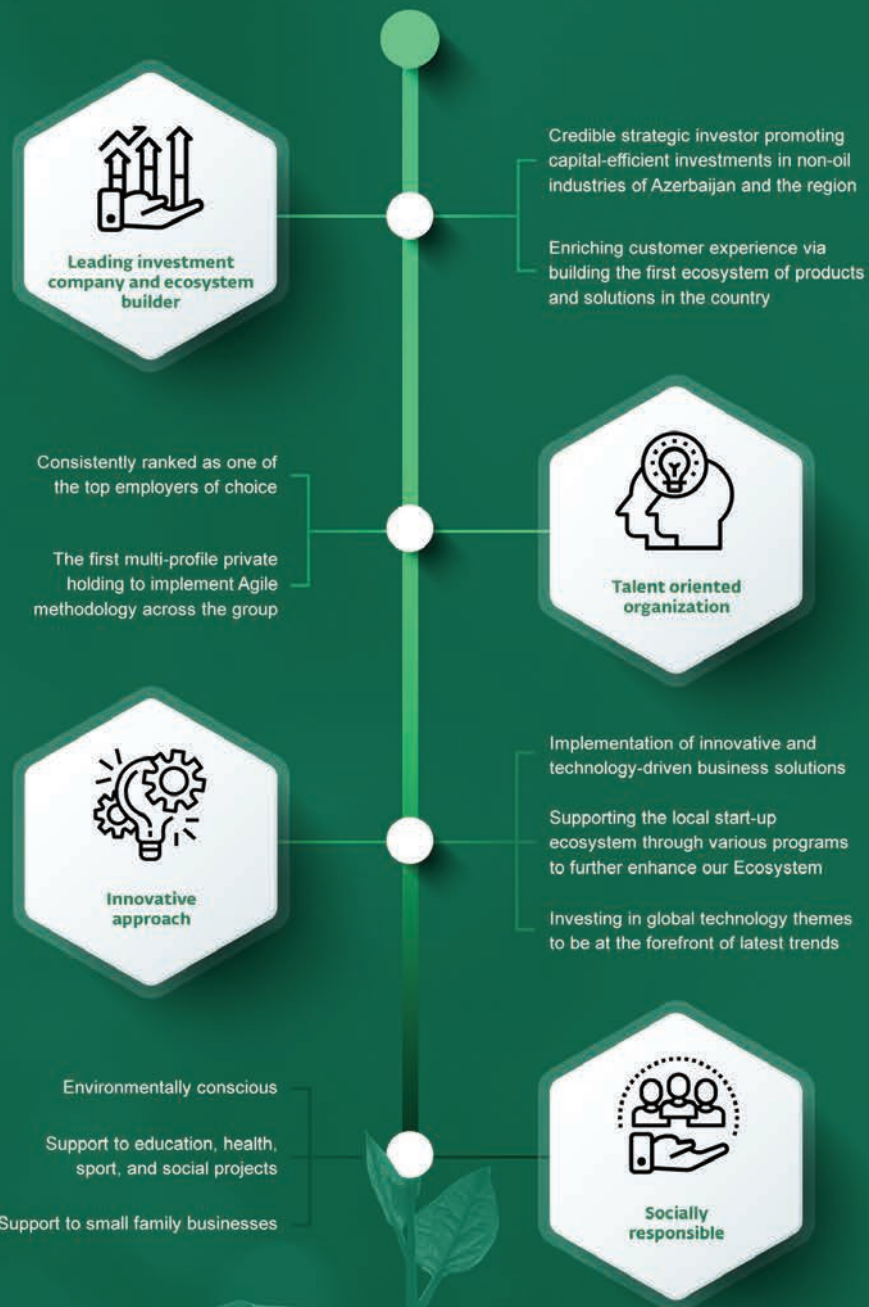 Leading investment
company and ecosystem
builder
Credible strategic investor promoting
capital-efficient investments in non-oil
industries of Azerbaijan and the region
Enriching customer experience via
building the first ecosystem of products
and solutions in the country
Consistently ranked as one of
the top employers of choice
The first multi-profile private
holding to implement Agile
methodology across the group
Talent oriented
organization
Innovative
approach
Implementation of innovative and
technology-driven business solutions
Supporting the local start-up
ecosystem through various programs
to further enhance our Ecosystem
Investing in global technology themes
to be at the forefront of latest trends
Environmentally conscious
Support to education, health,
sport, and social projects
Support to small family businesses
Socially
responsible